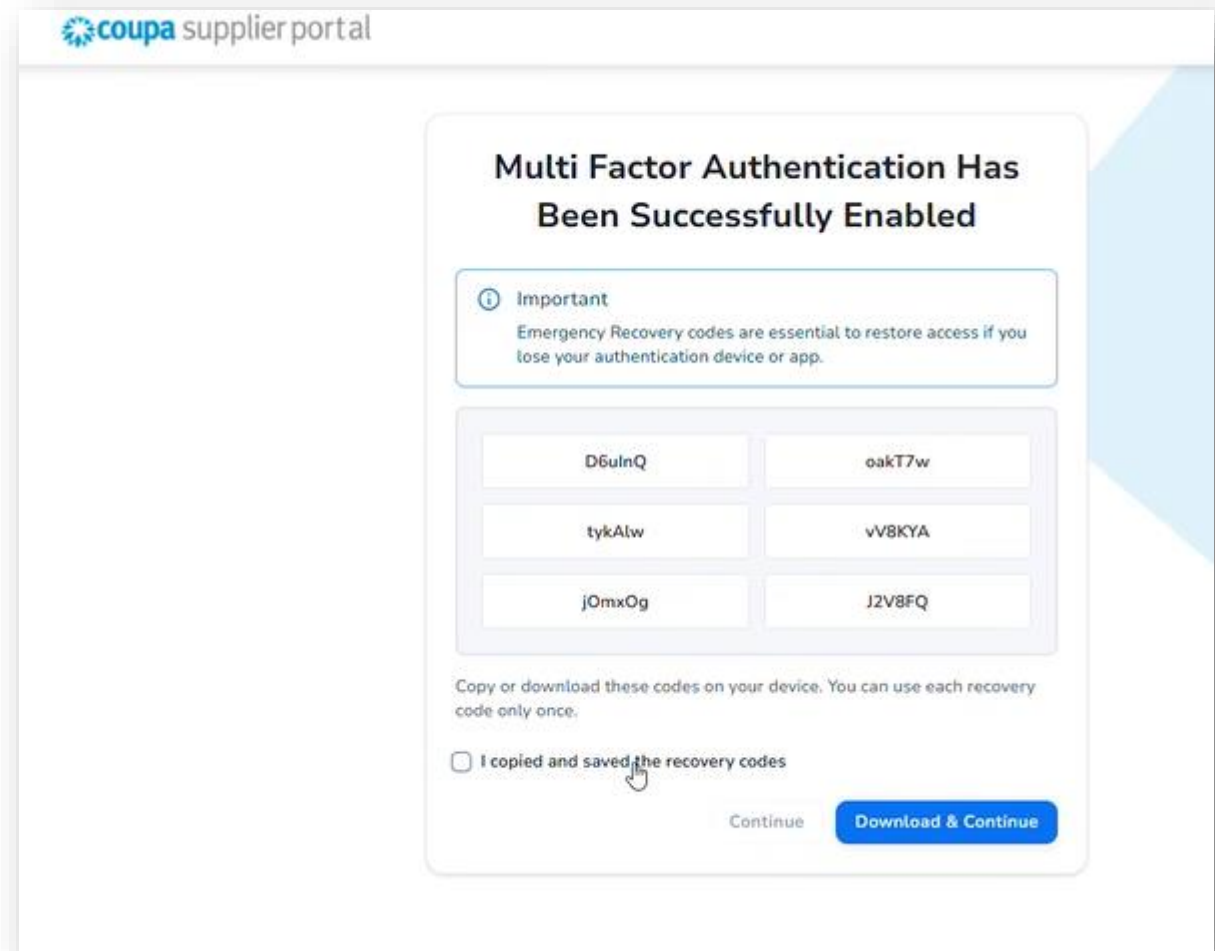 coupa supplier portal
Multi Factor Authentication Has
Been Successfully Enabled
Important
Emergency Recovery codes are essential to restore access if you
lose your authentication device or app.
D6uInQ oakT7w
tykAlw vV8KYA
jOmxOg J2V8FQ
Copy or download these codes on your device. You can use each recovery
code only once.
I copied and saved the recovery codes
Continue Download & Continue